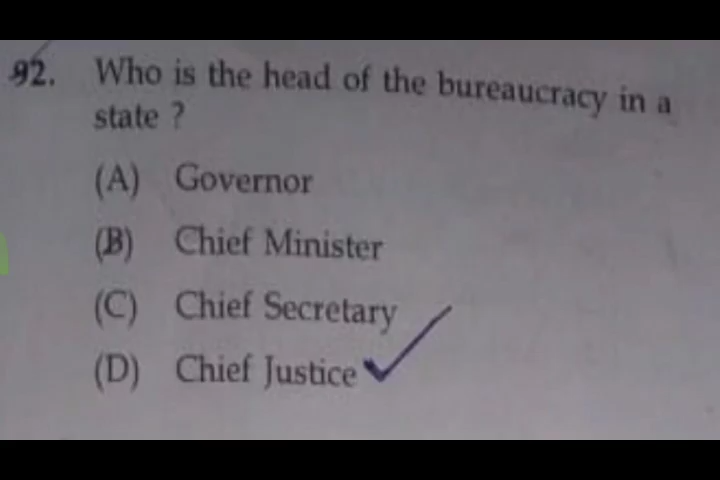 92. Who is the head of the bureaucracy in a
state ?
(A) Governor
(B) Chief Minister
(C) Chief Secretary
(D) Chief Justice